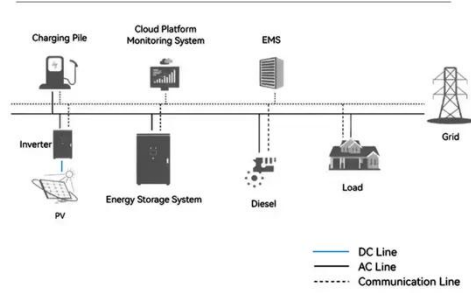 Charging Pile
Cloud Platform
Monitoring System
EMS
Grid
Inverter
PV
Energy Storage System
Diesel
Load
DC Line
AC Line
Communication Line